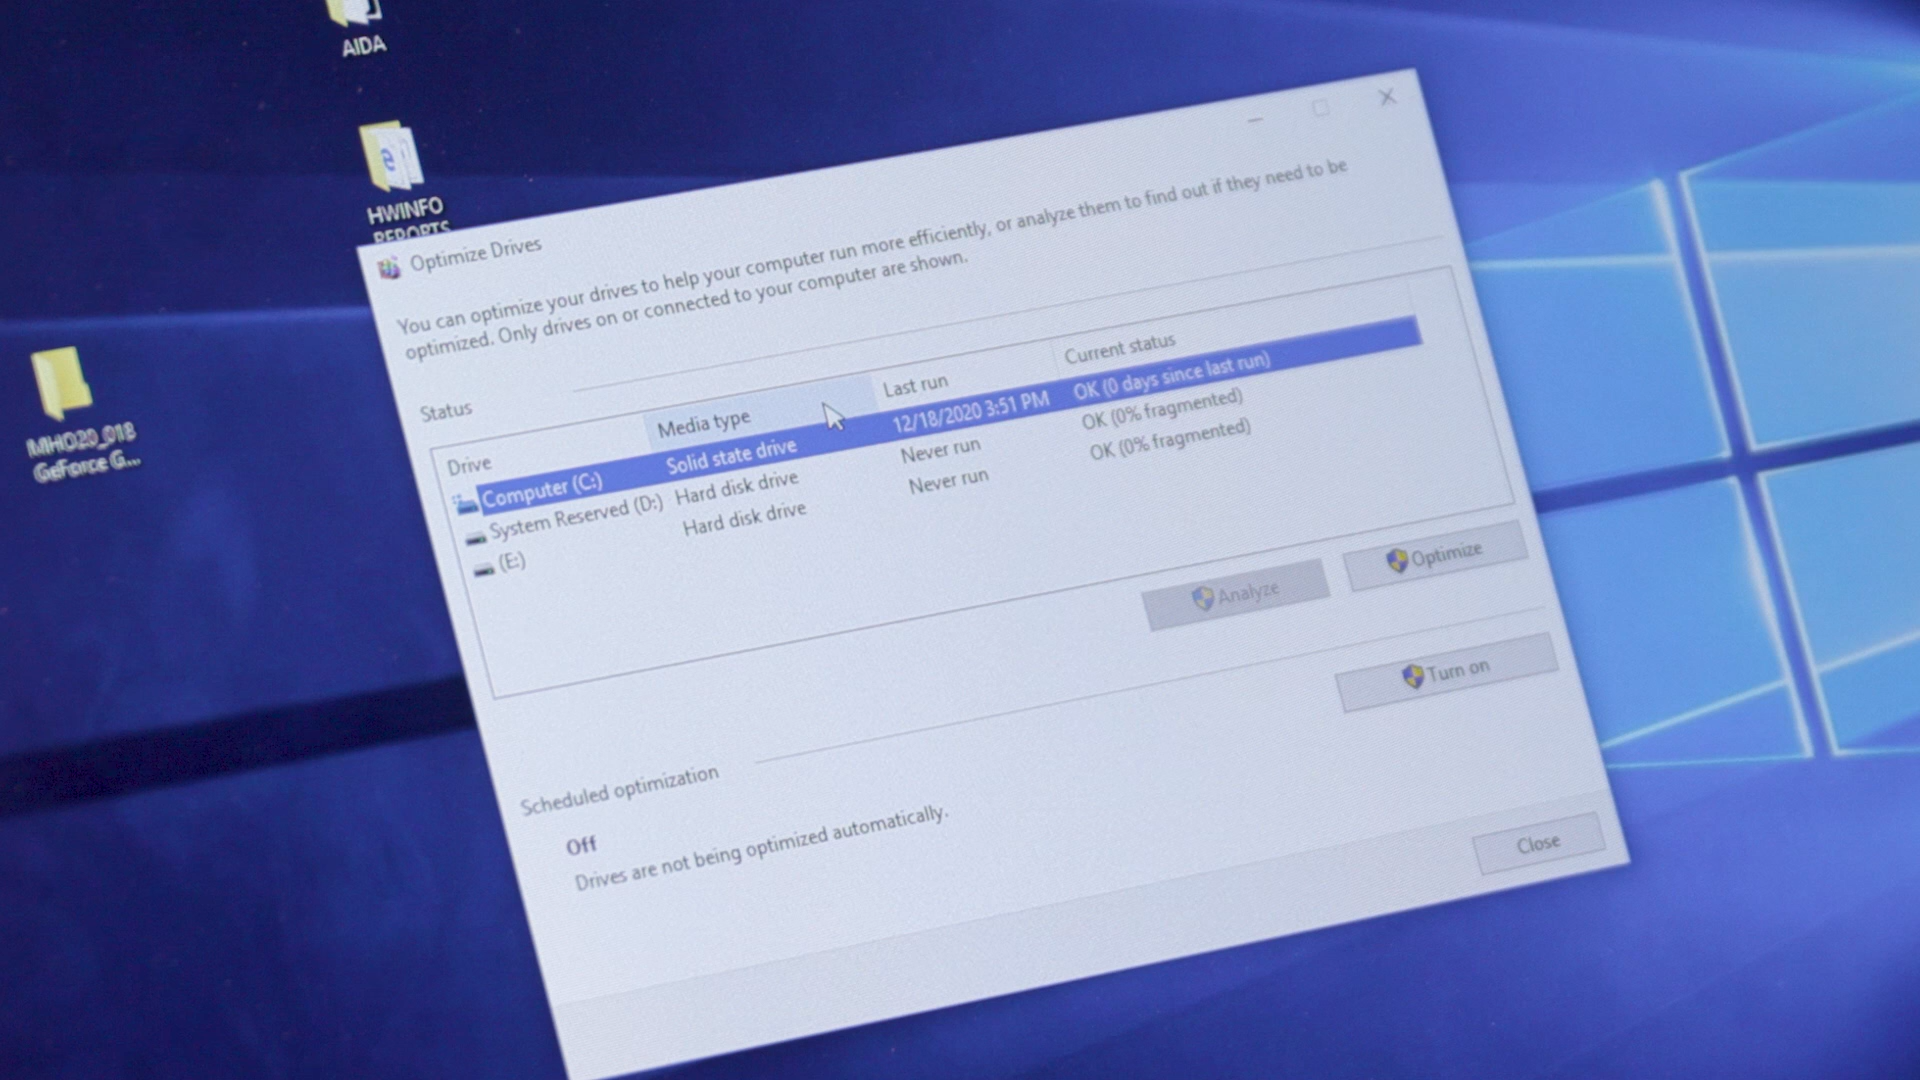 AIDA
HWINFO
REPORTS
MHO20_018
GeForce G...
Optimize Drives
You can optimize your drives to help your computer run more efficiently, or analyze them to find out if they need to be
optimized. Only drives on or connected to your computer are shown.
Status
Drive Media type Last run Current status
Computer (C:) Solid state drive 12/18/2020 3:51 PM OK (0 days since last run)
System Reserved (D:) Hard disk drive Never run OK (0% fragmented)
(E:) Hard disk drive Never run OK (0% fragmented)
Analyze Optimize
Scheduled optimization
Turn on
Off
Drives are not being optimized automatically.
Close